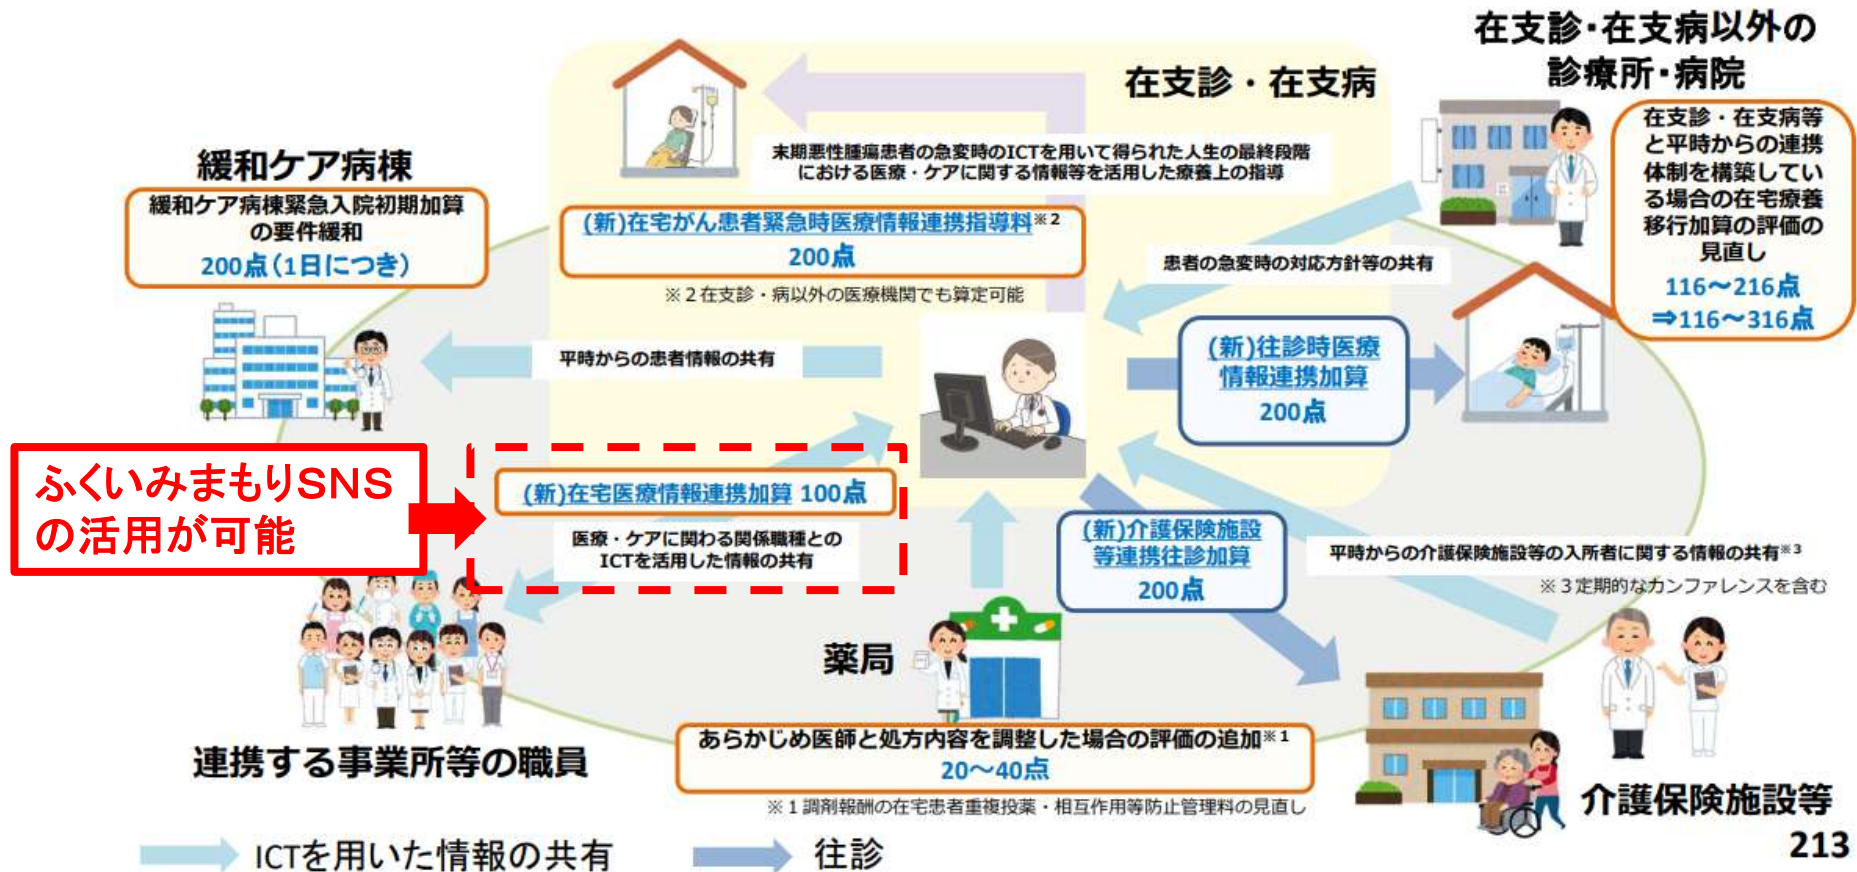 在支診・在支病以外の
診療所・病院
在支診・在支病等
と平時からの連携
体制を構築してい
る場合の在宅療養
移行加算の評価の
見直し
116～216点
⇒116～316点
在支診・在支病
末期悪性腫瘍患者の急変時のICTを用いて得られた人生の最終段階
における医療・ケアに関する情報等を活用した療養上の指導
緩和ケア病棟
緩和ケア病棟緊急入院初期加算
の要件緩和
200点(1日につき)
(新)在宅がん患者緊急時医療情報連携指導料※2
200点
※２在支診・病以外の医療機関でも算定可能
患者の急変時の対応方針等の共有
平時からの患者情報の共有
(新)往診時医療
情報連携加算
200点
ふくいみまもりSNS
の活用が可能
(新)在宅医療情報連携加算 100点
医療・ケアに関わる関係職種との
ICTを活用した情報の共有
(新)介護保険施設
等連携往診加算
200点
平時からの介護保険施設等の入所者に関する情報の共有※3
※３定期的なカンファレンスを含む
薬局
連携する事業所等の職員
あらかじめ医師と処方内容を調整した場合の評価の追加※1
20～40点
※１調剤報酬の在宅患者重複投薬・相互作用等防止管理料の見直し
介護保険施設等
213
ICTを用いた情報の共有
往診